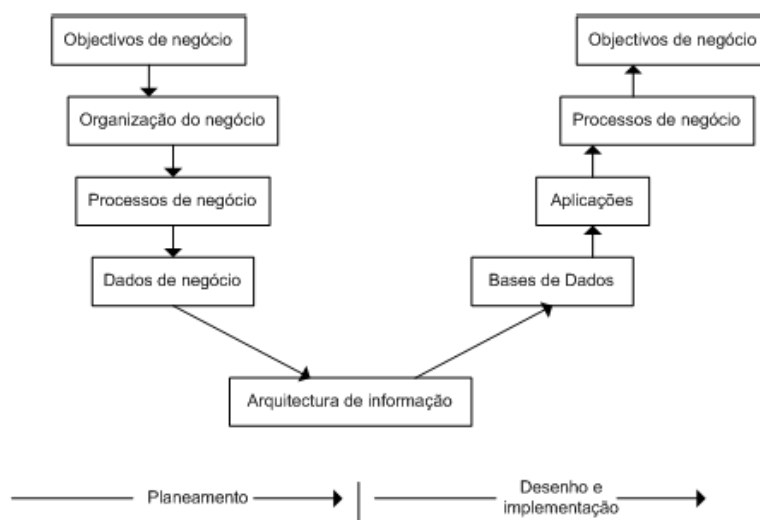 Objectivos de negócio
Organização do negócio
Processos de negócio
Dados de negócio
Arquitectura de informação
Bases de Dados
Aplicações
Processos de negócio
Objectivos de negócio
Planeamento
Desenho e
implementação